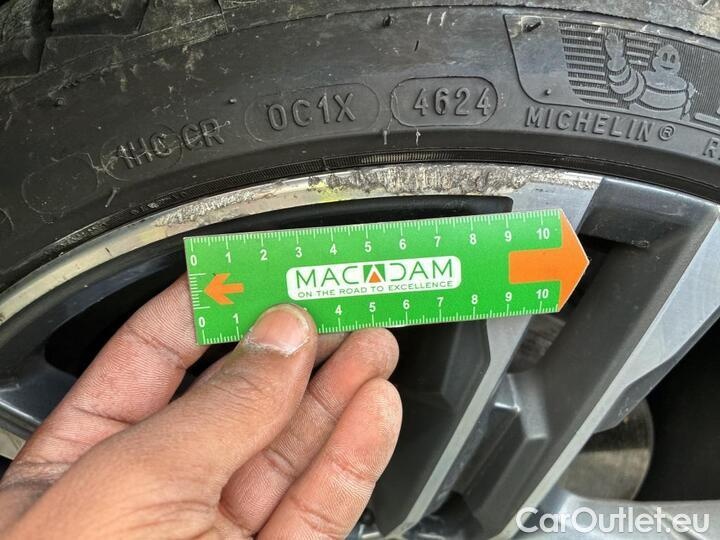 1HC CR
0C1X
4624
MICHELIN®
R
0 1 2 3 4 5 6 7 8 9 10
MACADAM
ON THE ROAD TO EXCELLENCE
0 1 4 5 6 7 8 9 10
CarOutlet.eu